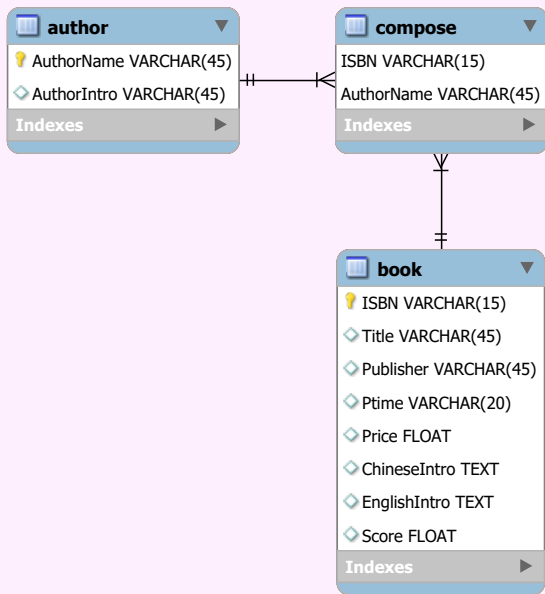 author
AuthorName VARCHAR(45)
AuthorIntro VARCHAR(45)
Indexes
compose
ISBN VARCHAR(15)
AuthorName VARCHAR(45)
Indexes
book
ISBN VARCHAR(15)
Title VARCHAR(45)
Publisher VARCHAR(45)
Ptime VARCHAR(20)
Price FLOAT
ChineseIntro TEXT
EnglishIntro TEXT
Score FLOAT
Indexes